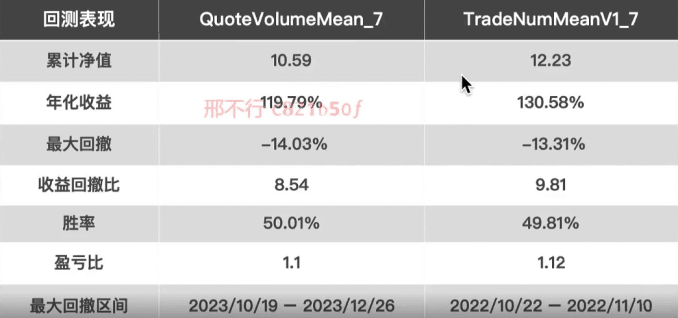 回测表现 QuoteVolumeMean_7 TradeNumMeanV1_7
累计净值 10.59 12.23
年化收益 119.79% 130.58%
邢不行
最大回撤 -14.03% -13.31%
收益回撤比 8.54 9.81
胜率 50.01% 49.81%
盈亏比 1.1 1.12
最大回撤区间 2023/10/19 – 2023/12/26 2022/10/22 – 2022/11/10